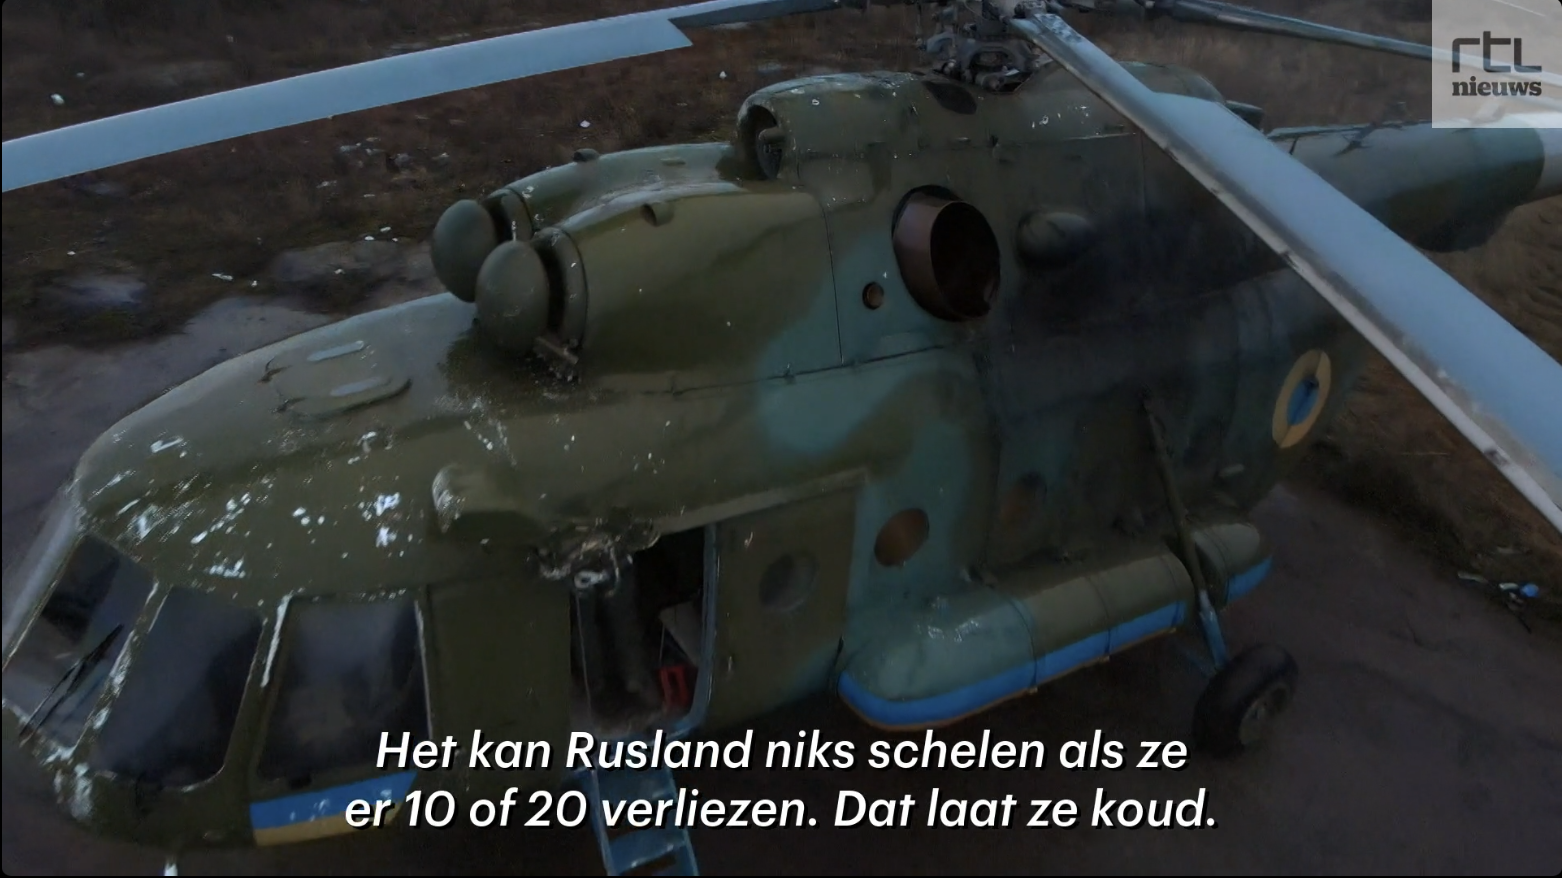 rtl
nieuws
Het kan Rusland niks schelen als ze
er 10 of 20 verliezen. Dat laat ze koud.